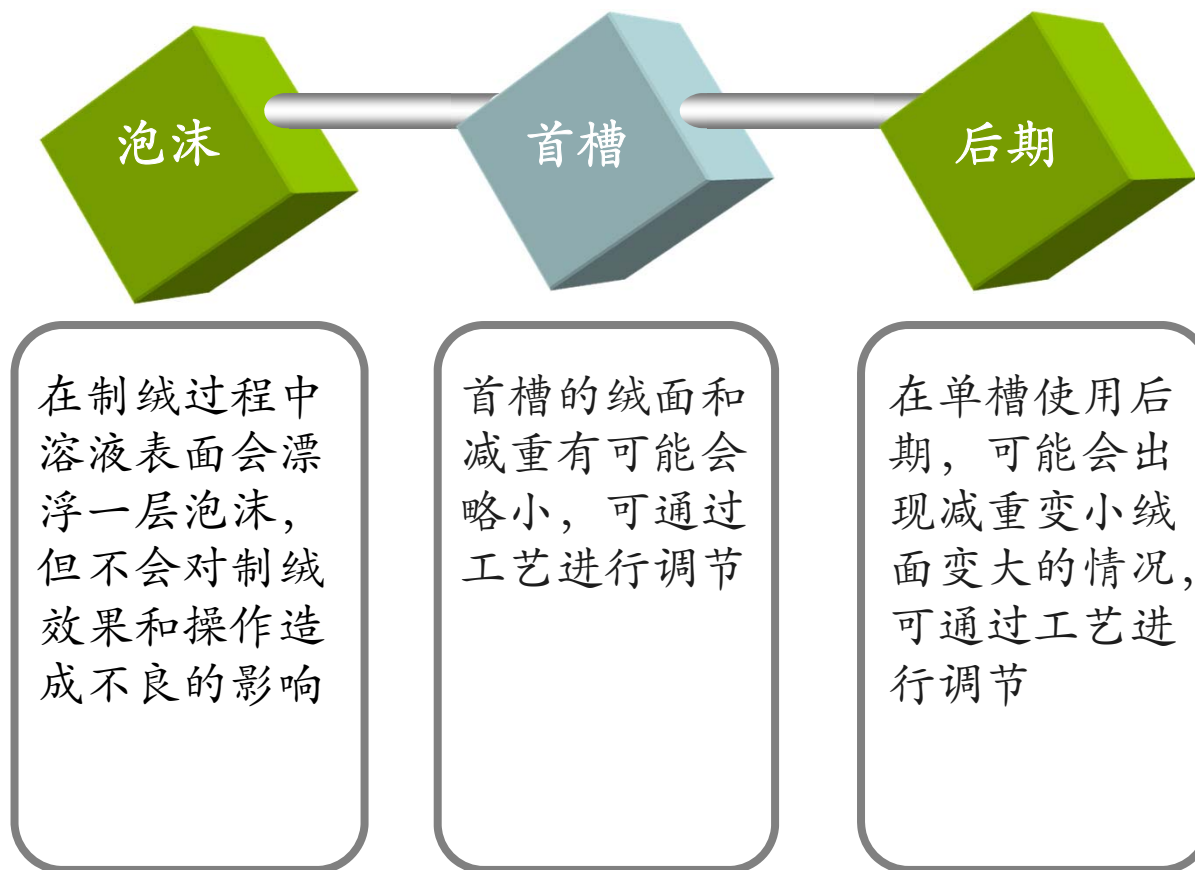 泡沫
首槽
后期
在制绒过程中
溶液表面会漂
浮一层泡沫，
但不会对制绒
效果和操作造
成不良的影响
首槽的绒面和
减重有可能会
略小，可通过
工艺进行调节
在单槽使用后
期，可能会出
现减重变小绒
面变大的情况，
可通过工艺进
行调节